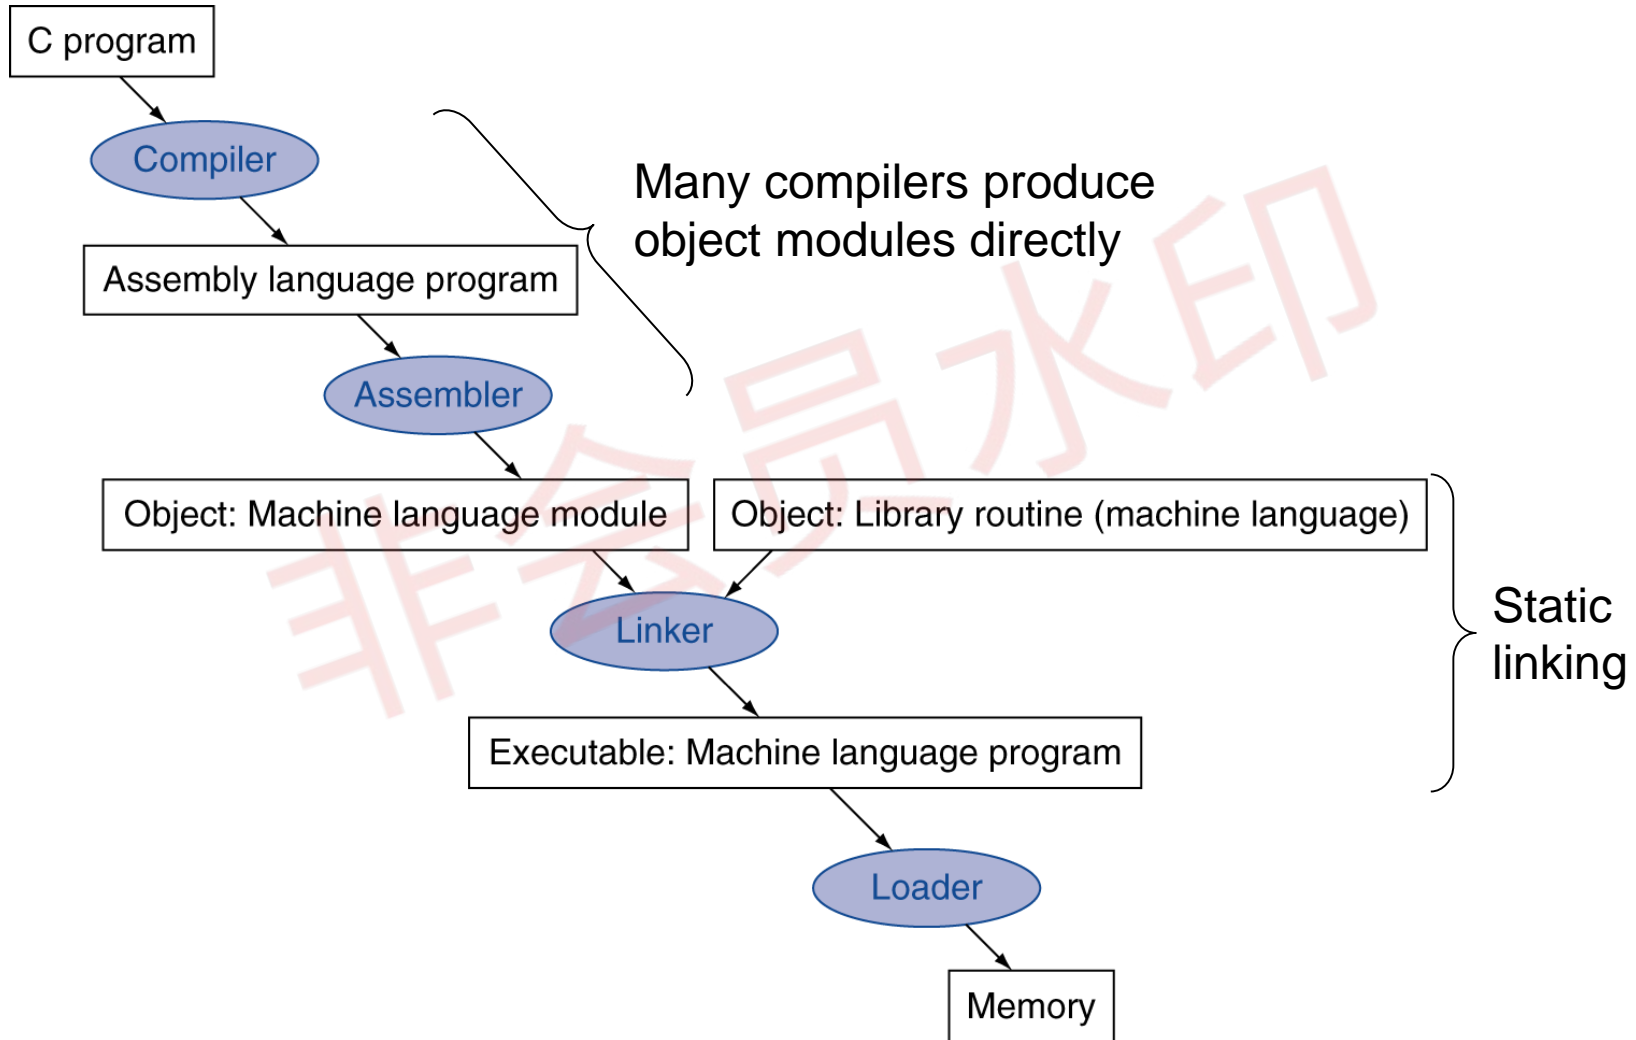 C program
Compiler
Many compilers produce
object modules directly
Assembly language program
Assembler
Object: Machine language module
Object: Library routine (machine language)
Linker
Static
linking
Executable: Machine language program
Loader
Memory
非会员水印